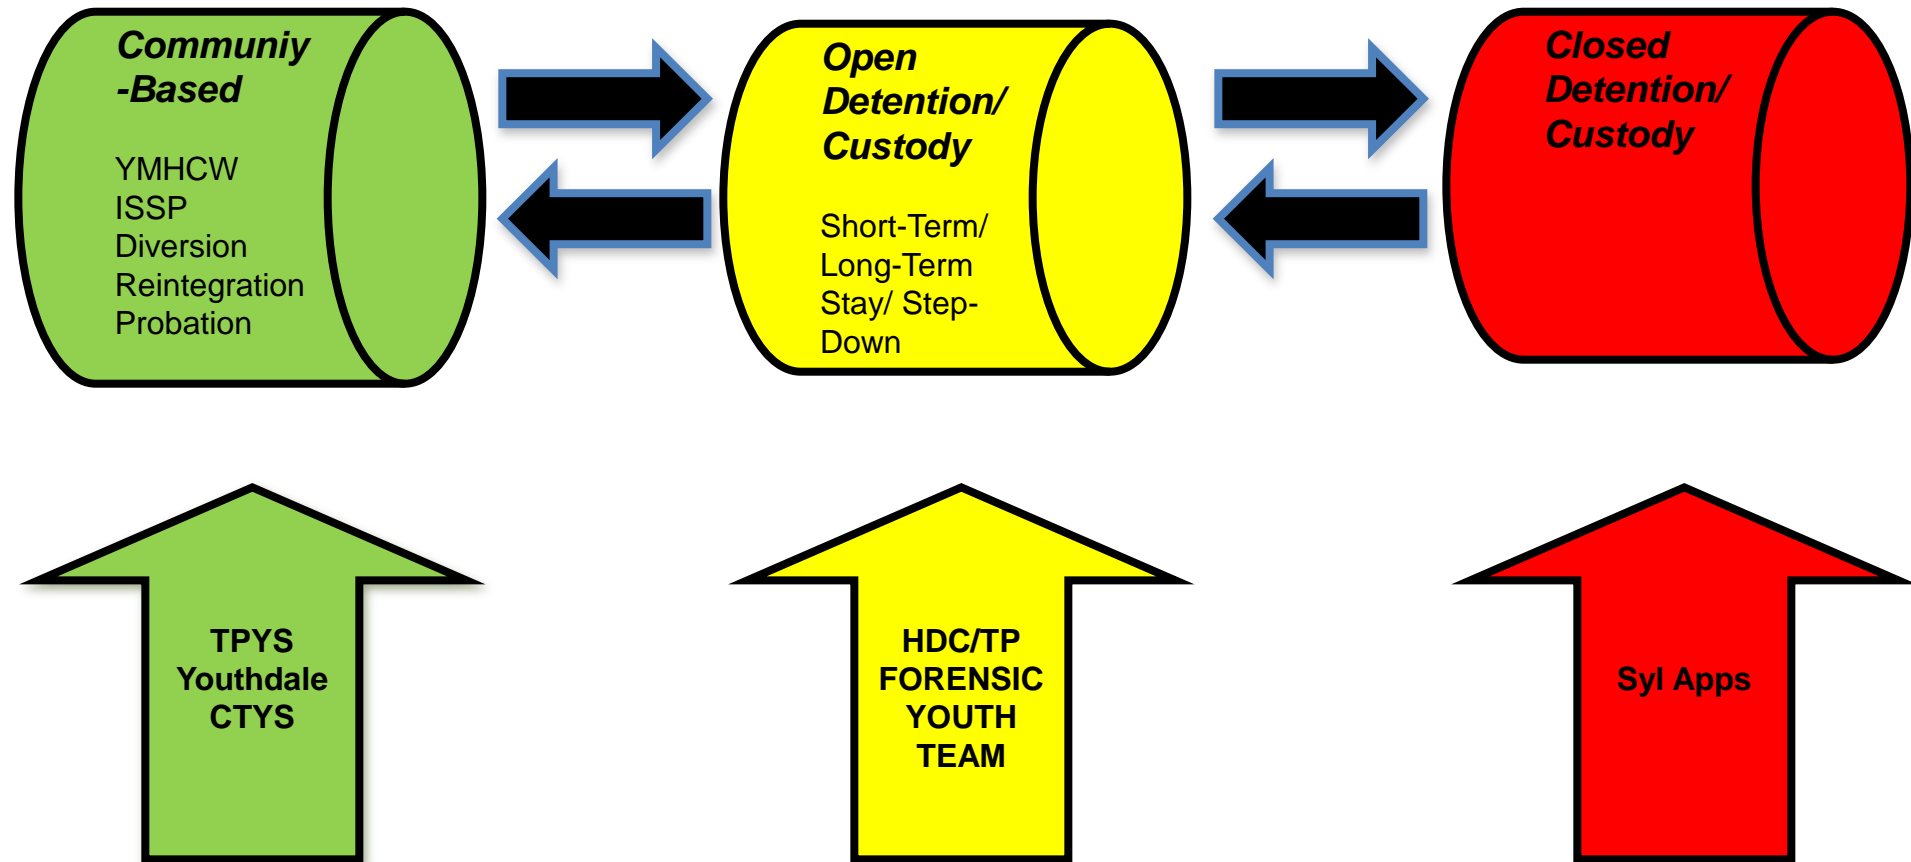 Communiy
-Based
YMHCW
ISSP
Diversion
Reintegration
Probation
Open
Detention/
Custody
Short-Term/
Long-Term
Stay/ Step-
Down
Closed
Detention/
Custody
TPYS
Youthdale
CTYS
HDC/TP
FORENSIC
YOUTH
TEAM
Syl Apps